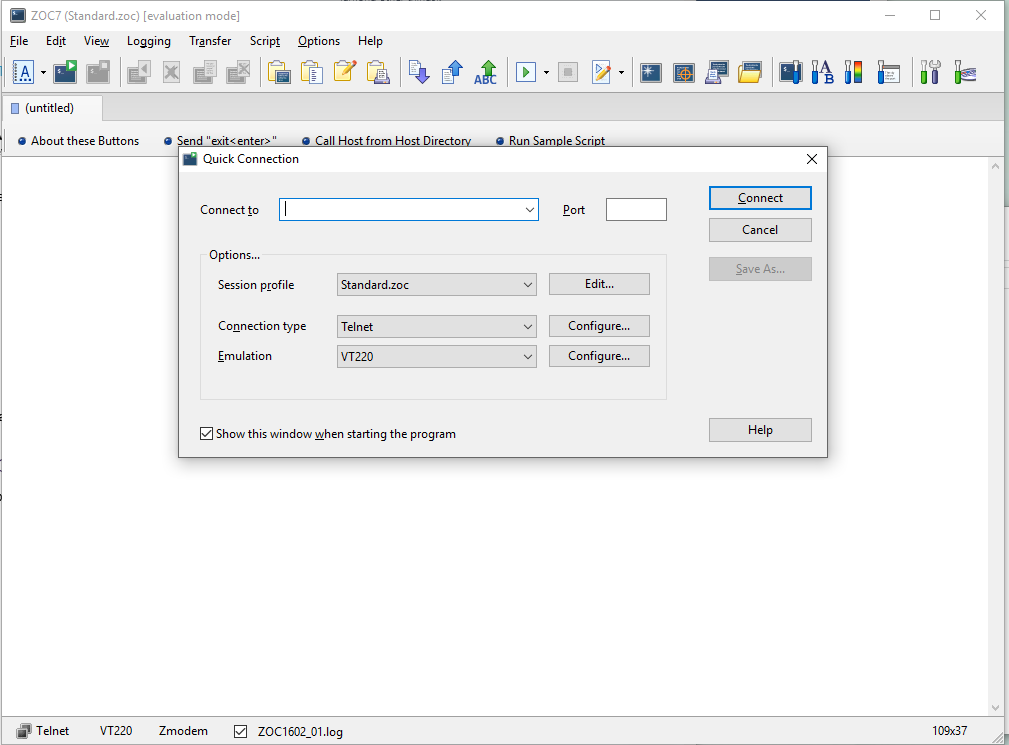 ZOC7 (Standard.zoc) [evaluation mode]
File Edit View Logging Transfer Script Options Help
A ABC B
(untitled)
About these Buttons Send "exit<enter>" Call Host from Host Directory Run Sample Script
Quick Connection
Connect to Port Connect
Cancel
Save As...
Options...
Session profile Standard.zoc Edit...
Connection type Telnet Configure...
Emulation VT220 Configure...
Show this window when starting the program Help
Telnet VT220 Zmodem ZOC1602_01.log 109x37